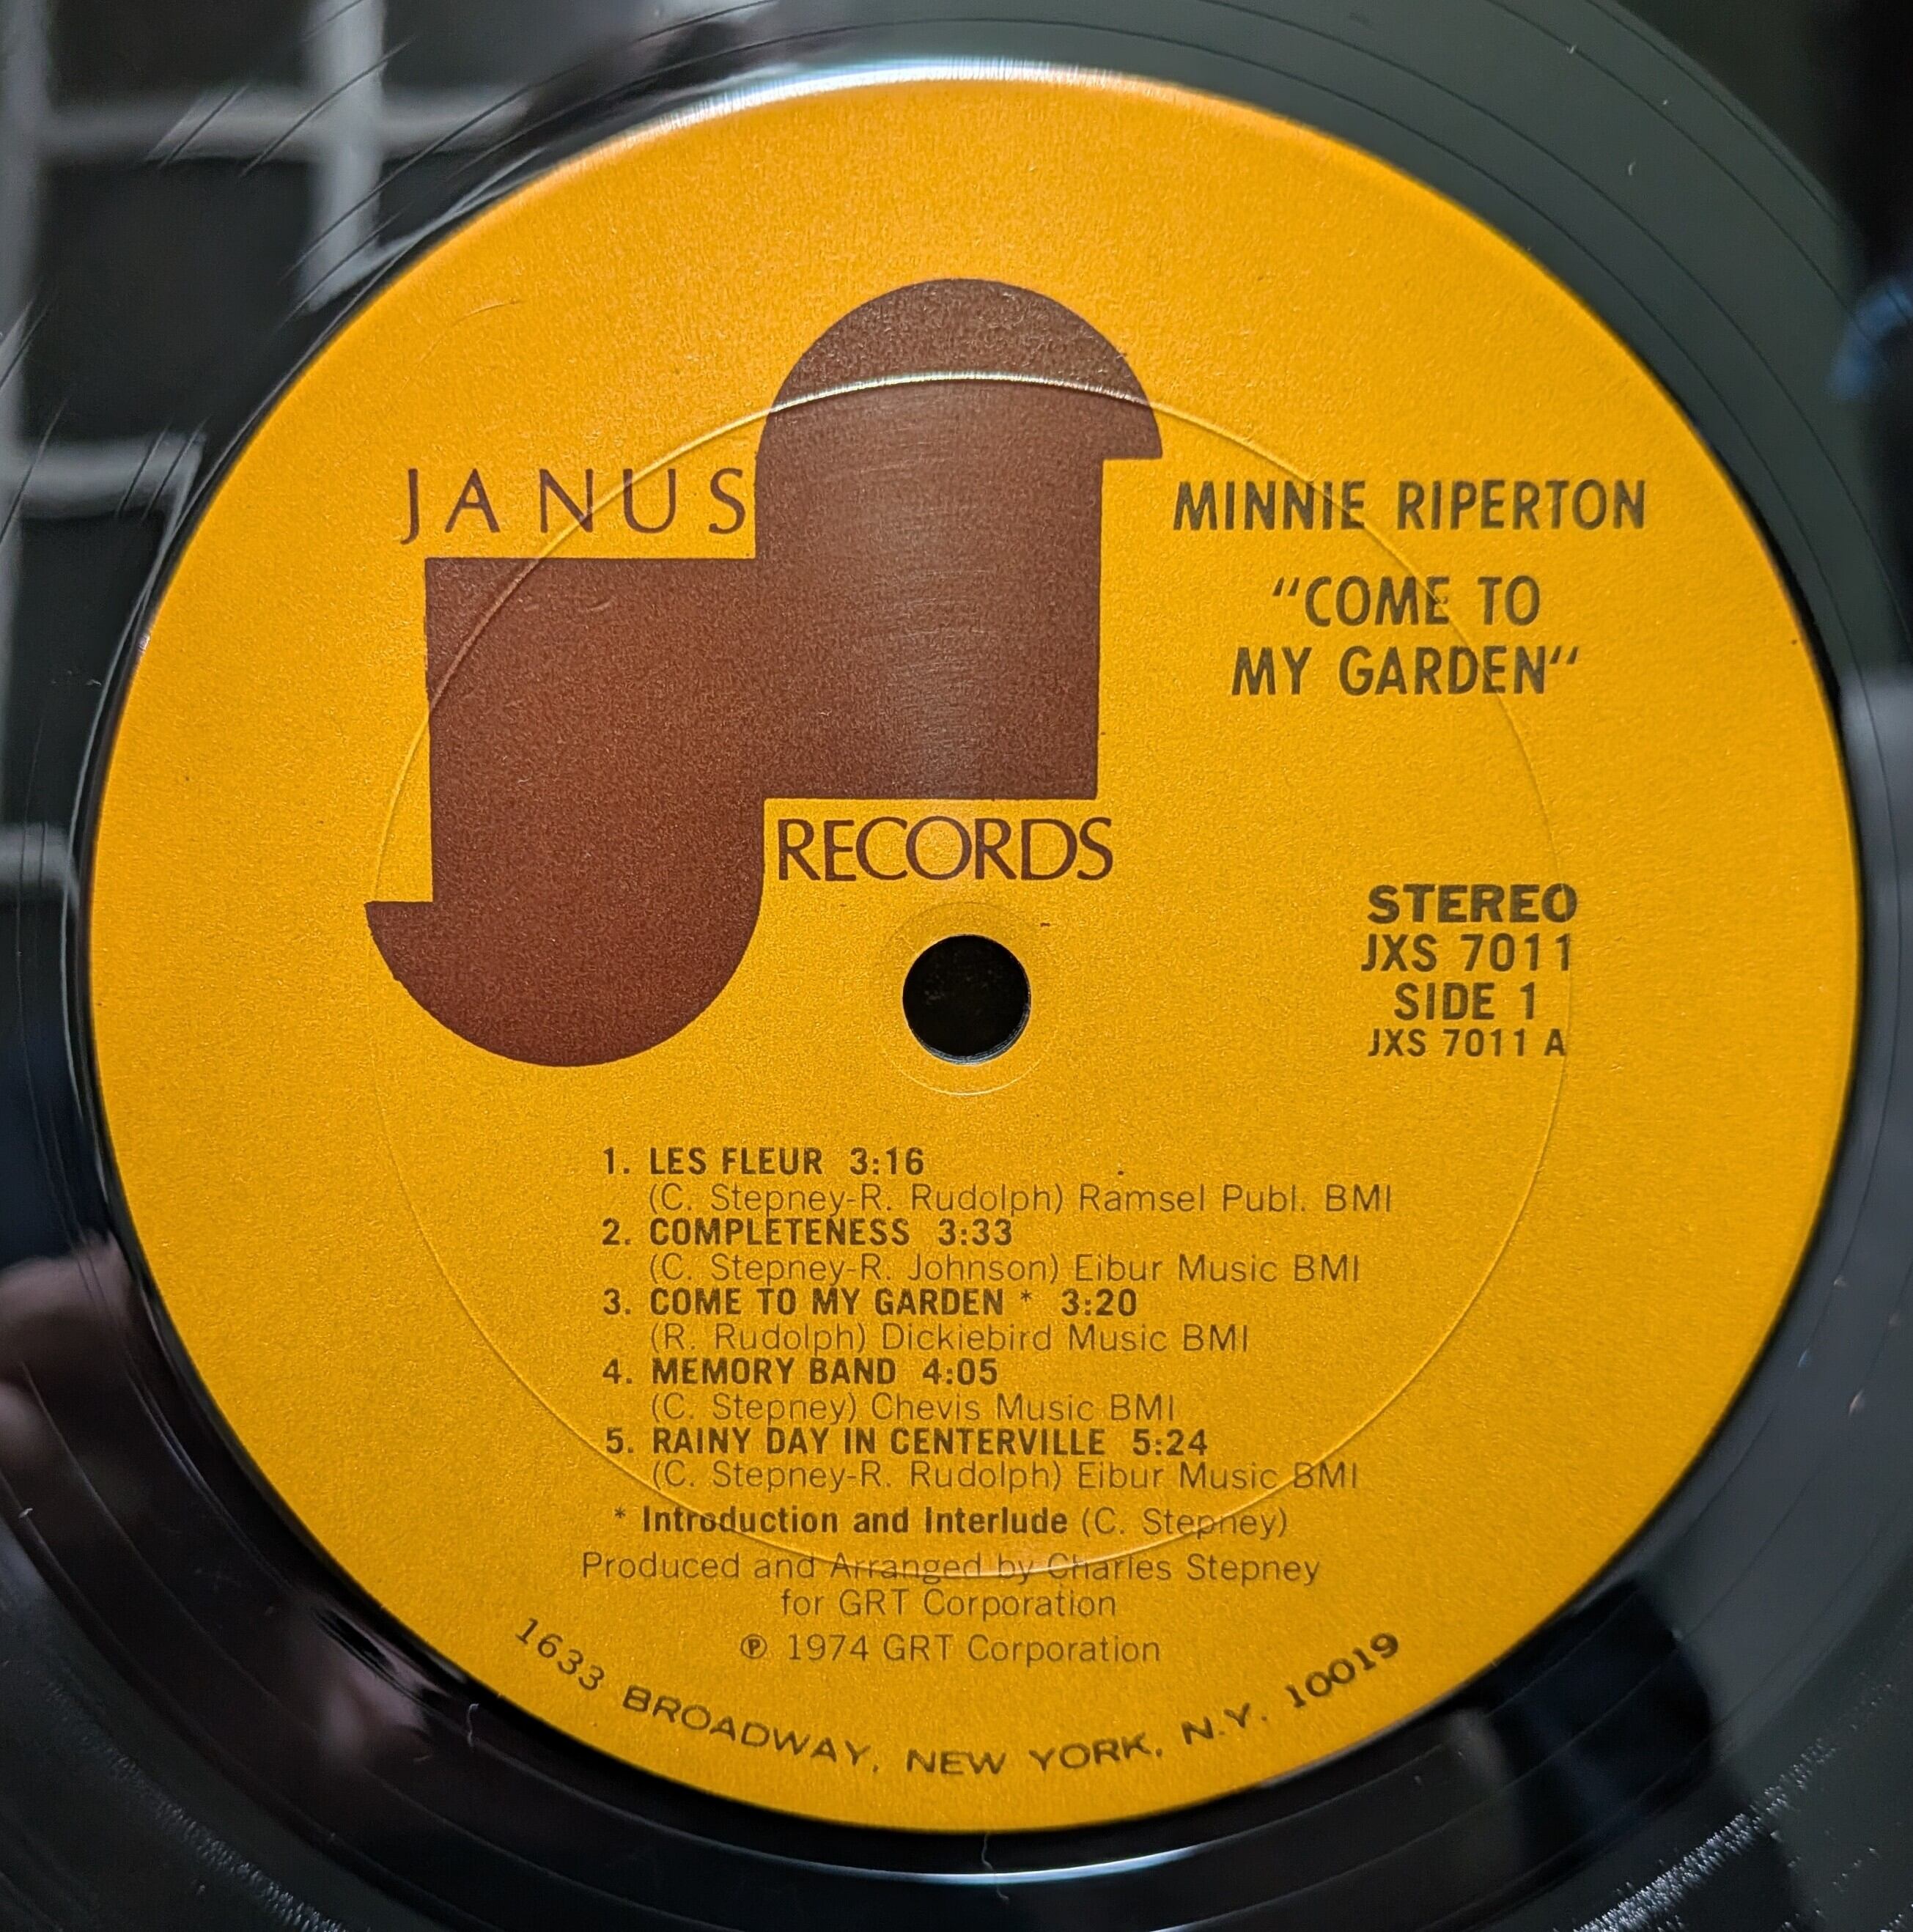 JANUS
RECORDS
MINNIE RIPERTON
"COME TO
MY GARDEN"
STEREO
JXS 7011
SIDE 1
JXS 7011 A
1. LES FLEUR 3:16
(C. Stepney-R. Rudolph) Ramsel Publ. BMI
2. COMPLETENESS 3:33
(C. Stepney-R. Johnson) Eibur Music BMI
3. COME TO MY GARDEN * 3:20
(R. Rudolph) Dickiebird Music BMI
4. MEMORY BAND 4:05
(C. Stepney) Chevis Music BMI
5. RAINY DAY IN CENTERVILLE 5:24
(C. Stepney-R. Rudolph) Eibur Music BMI
* Introduction and Interlude (C. Stepney)
Produced and Arranged by Charles Stepney
for GRT Corporation
℗ 1974 GRT Corporation
1633 BROADWAY, NEW YORK, N.Y. 10019